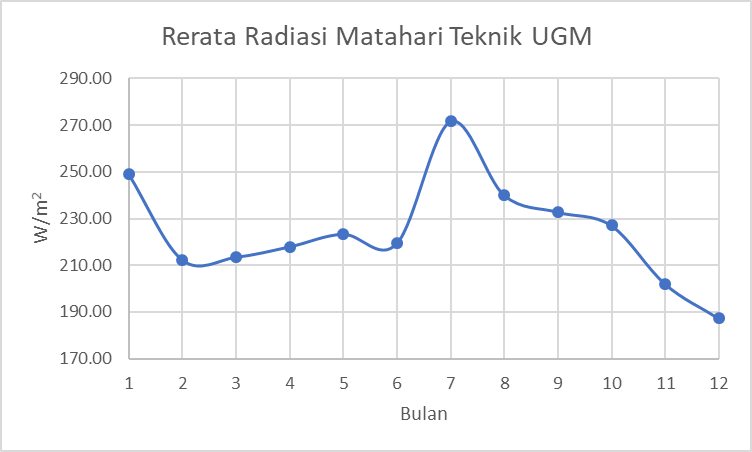 Rerata Radiasi Matahari Teknik UGM
290.00
270.00
250.00
230.00
210.00
190.00
170.00
W/m²
1 2 3 4 5 6 7 8 9 10 11 12
Bulan